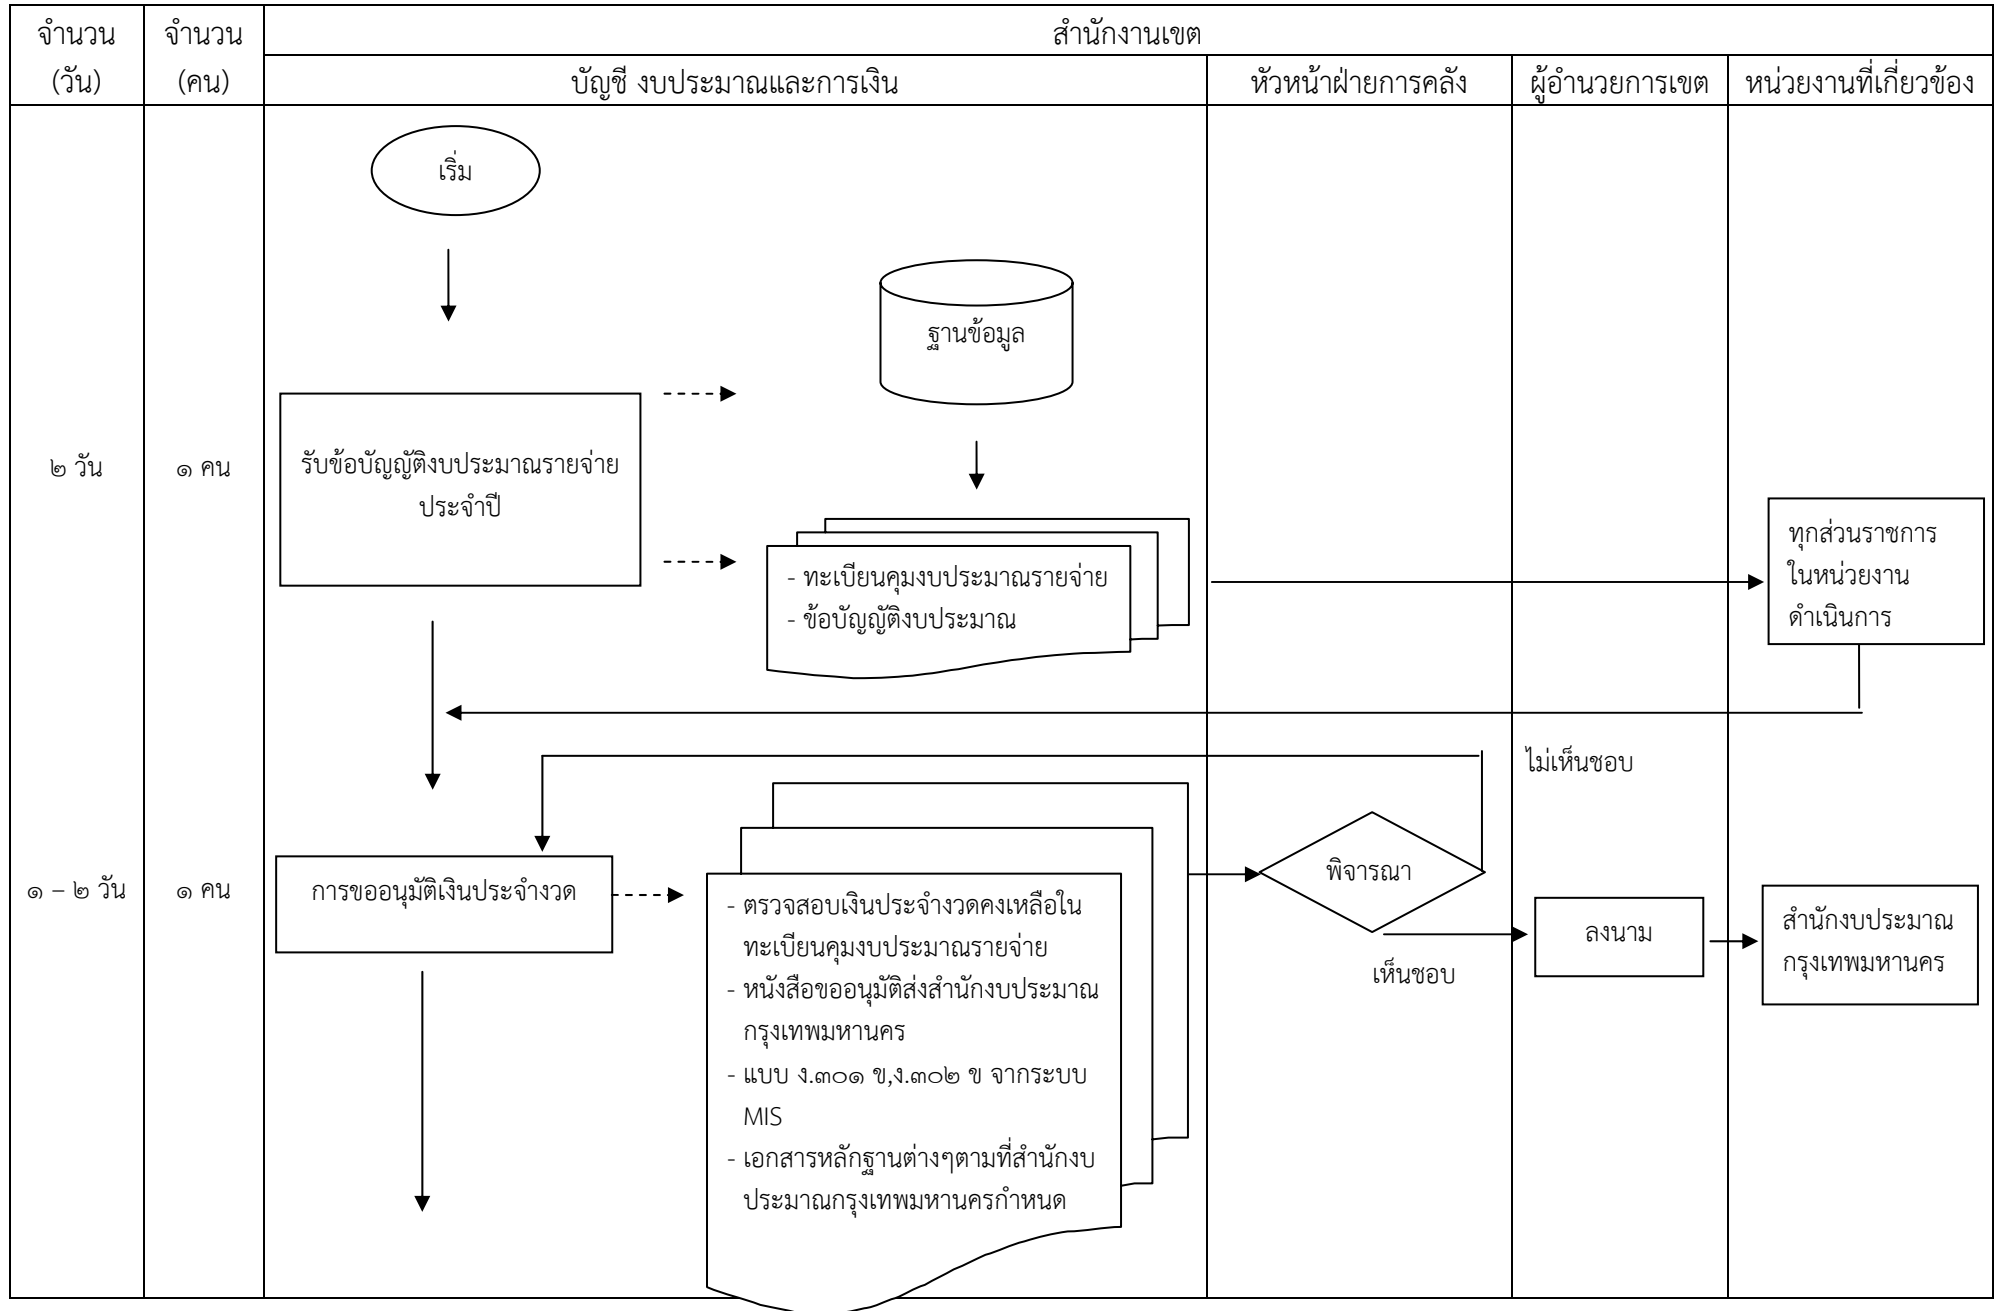 จำนวน
(วัน)
จำนวน
(คน)
สำนักงานเขต
บัญชี งบประมาณและการเงิน
หัวหน้าฝ่ายการคลัง
ผู้อำนวยการเขต
หน่วยงานที่เกี่ยวข้อง
เริ่ม
ฐานข้อมูล
๒ วัน
๑ คน
รับข้อบัญญัติงบประมาณรายจ่าย
ประจำปี
- ทะเบียนคุมงบประมาณรายจ่าย
- ข้อบัญญัติงบประมาณ
ทุกส่วนราชการ
ในหน่วยงาน
ดำเนินการ
ไม่เห็นชอบ
๑ – ๒ วัน
๑ คน
การขออนุมัติเงินประจำงวด
- ตรวจสอบเงินประจำงวดคงเหลือใน
ทะเบียนคุมงบประมาณรายจ่าย
- หนังสือขออนุมัติส่งสำนักงบประมาณ
กรุงเทพมหานคร
- แบบ ง.๓๐๑ ข,ง.๓๐๒ ข จากระบบ
MIS
- เอกสารหลักฐานต่างๆตามที่สำนักงบ
ประมาณกรุงเทพมหานครกำหนด
พิจารณา
เห็นชอบ
ลงนาม
สำนักงบประมาณ
กรุงเทพมหานคร